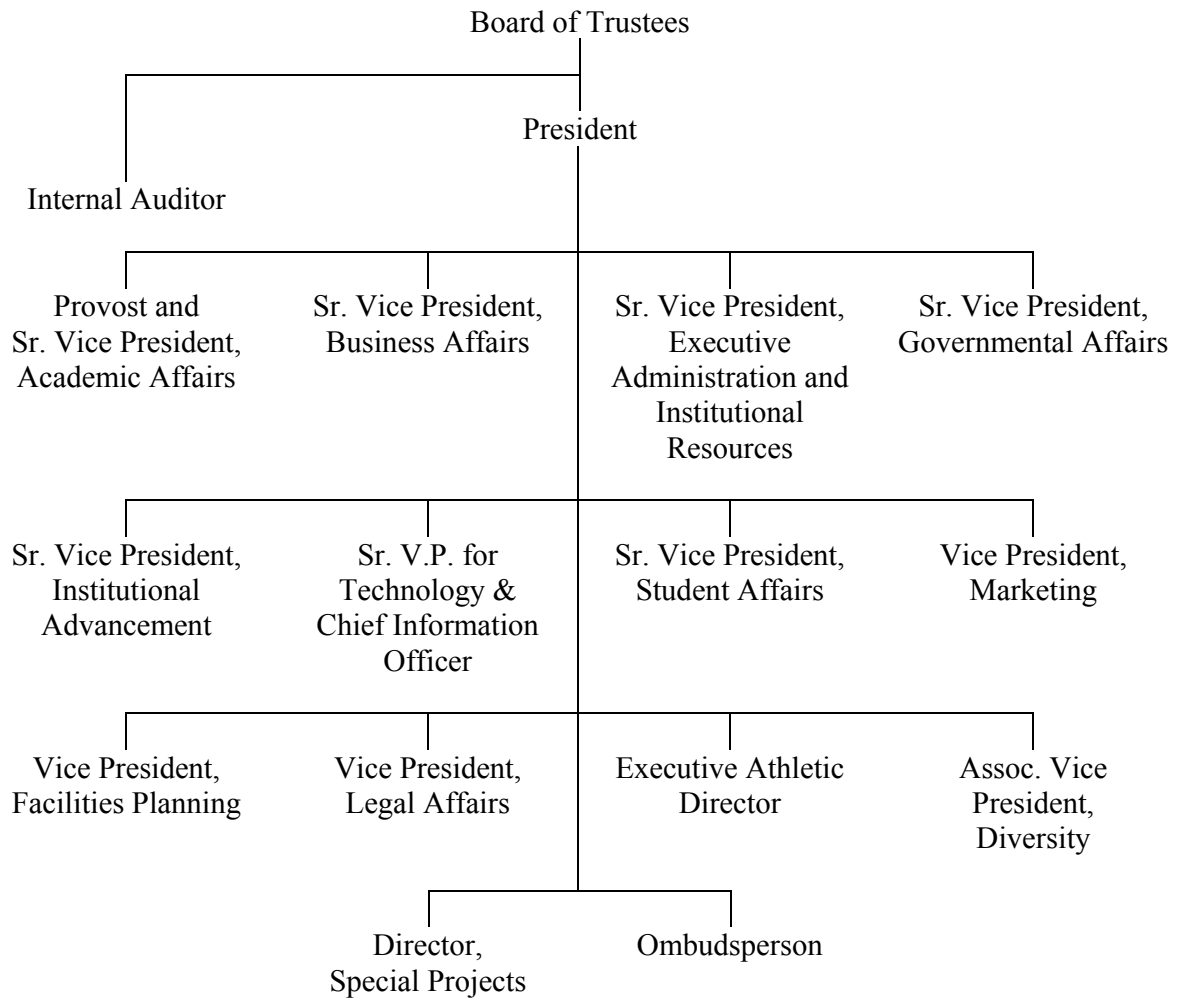 Board of Trustees
President
Internal Auditor
Provost and
Sr. Vice President,
Academic Affairs
Sr. Vice President,
Business Affairs
Sr. Vice President,
Executive
Administration and
Institutional
Resources
Sr. Vice President,
Governmental Affairs
Sr. Vice President,
Institutional
Advancement
Sr. V.P. for
Technology &
Chief Information
Officer
Sr. Vice President,
Student Affairs
Vice President,
Marketing
Vice President,
Facilities Planning
Vice President,
Legal Affairs
Executive Athletic
Director
Assoc. Vice
President,
Diversity
Director,
Special Projects
Ombudsperson